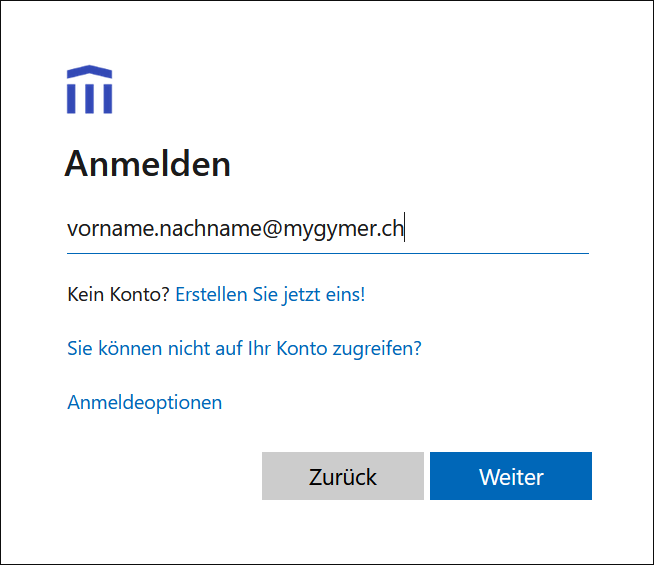 Anmelden
vorname.nachname@mygymer.ch
Kein Konto? Erstellen Sie jetzt eins!
Sie können nicht auf Ihr Konto zugreifen?
Anmeldeoptionen
Zurück
Weiter